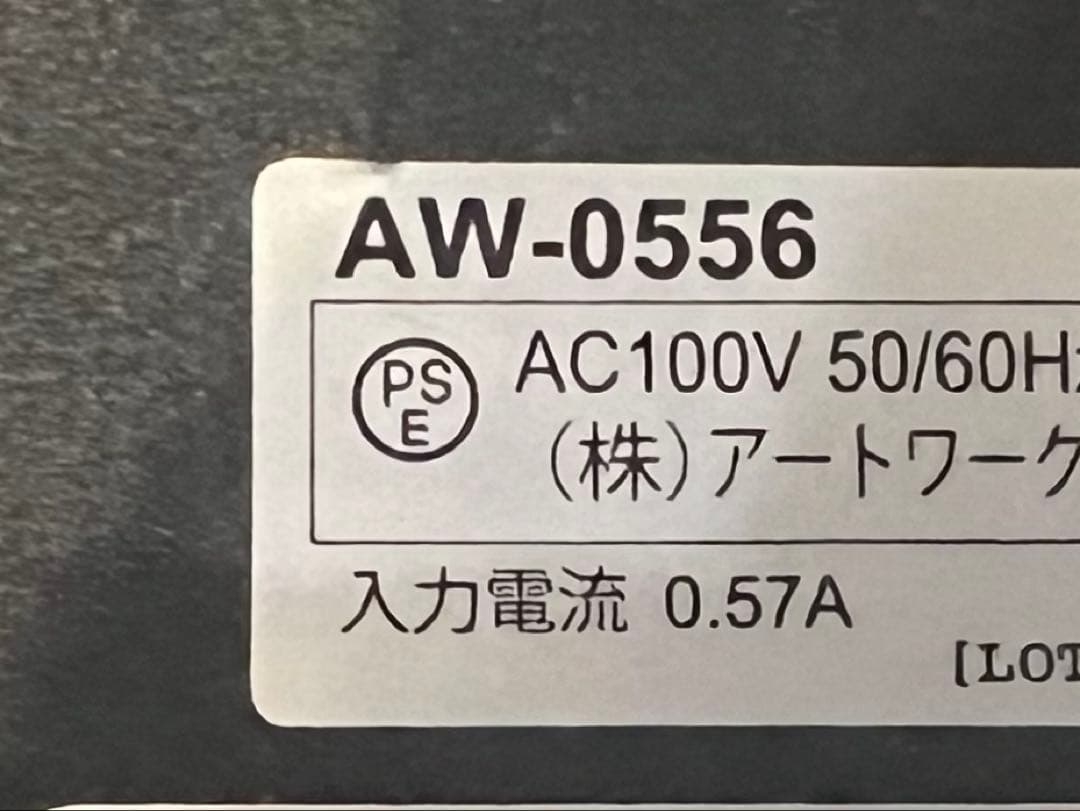 AW-0556
PS
E
AC100V 50/60Hz
(株)アートワーク
入力電流 0.57A
[LOT